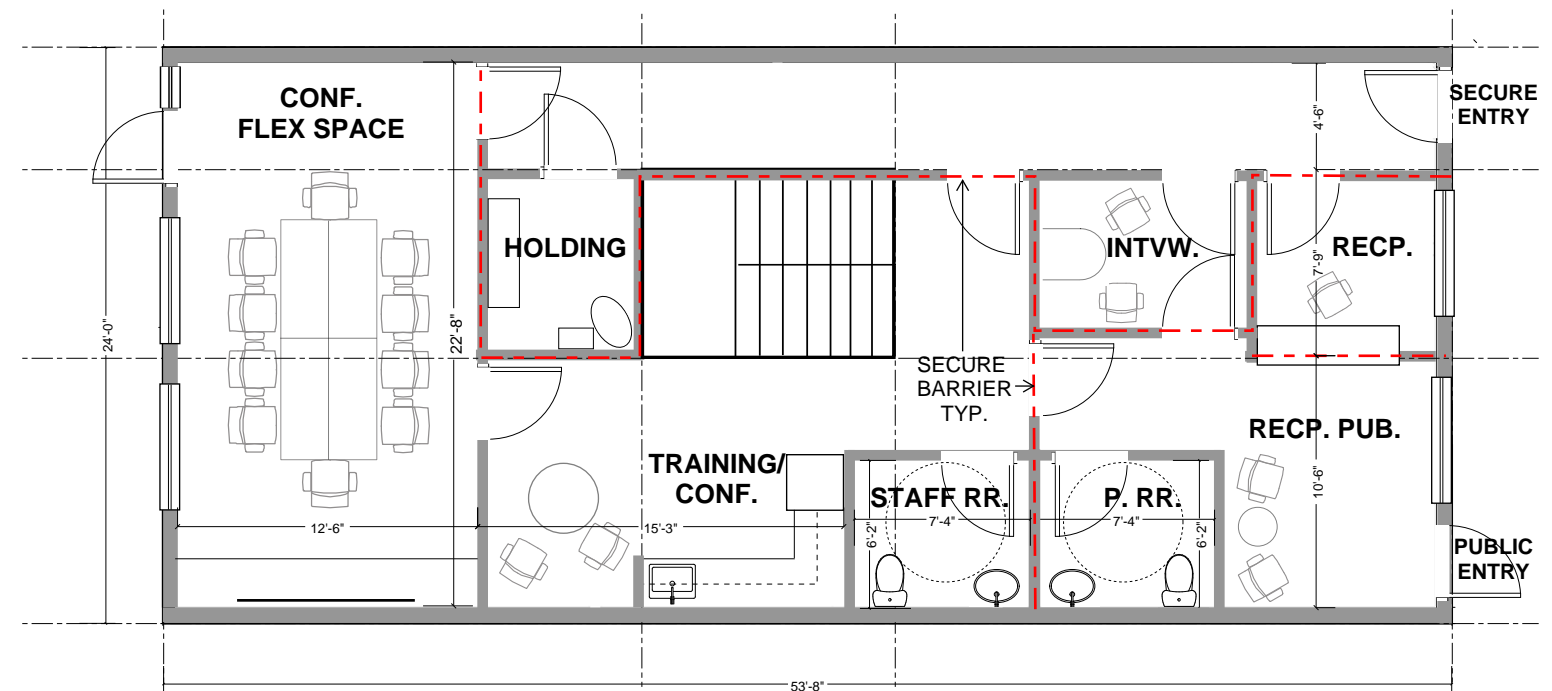 CONF.
FLEX SPACE
SECURE
ENTRY
4'-6"
HOLDING
INTVW.
RECP.
7'-9"
24'-0"
22'-8"
SECURE
BARRIER
TYP.
RECP. PUB.
TRAINING/
CONF.
STAFF RR.
P. RR.
10'-6"
12'-6"
15'-3"
7'-4"
7'-4"
6'-2"
6'-2"
PUBLIC
ENTRY
53'-8"